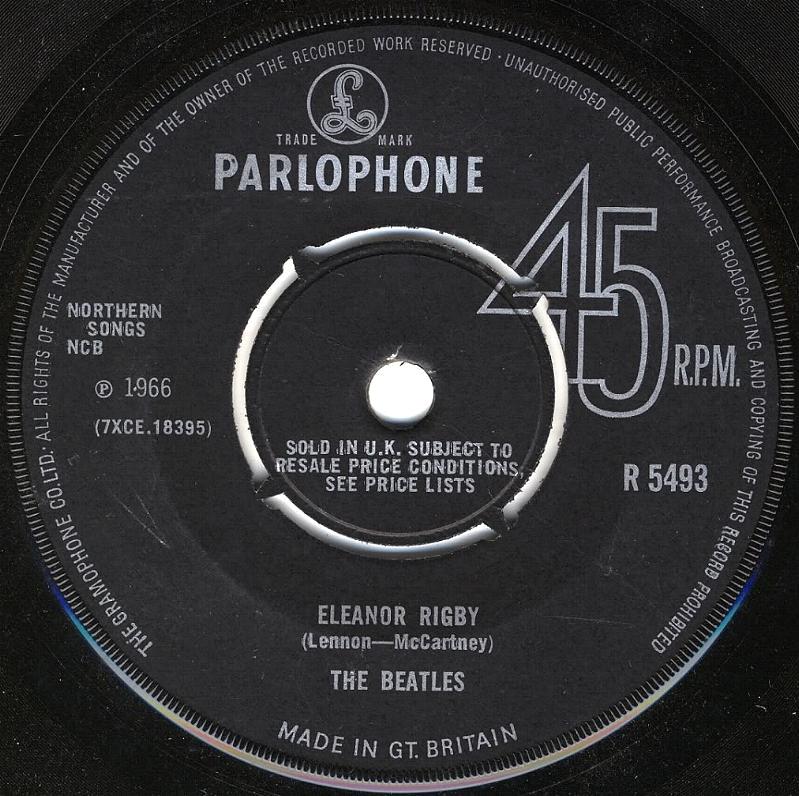 THE GRAMOPHONE CO. LTD. ALL RIGHTS OF THE MANUFACTURER AND OF THE OWNER OF THE RECORDED WORK RESERVED · UNAUTHORISED PUBLIC PERFORMANCE BROADCASTING AND COPYING OF THIS RECORD PROHIBITED
£
TRADE MARK
PARLOPHONE
45 R.P.M.
NORTHERN
SONGS
NCB
℗ 1966
(7XCE.18395)
SOLD IN U.K. SUBJECT TO
RESALE PRICE CONDITIONS,
SEE PRICE LISTS
R 5493
ELEANOR RIGBY
(Lennon—McCartney)
THE BEATLES
MADE IN GT. BRITAIN